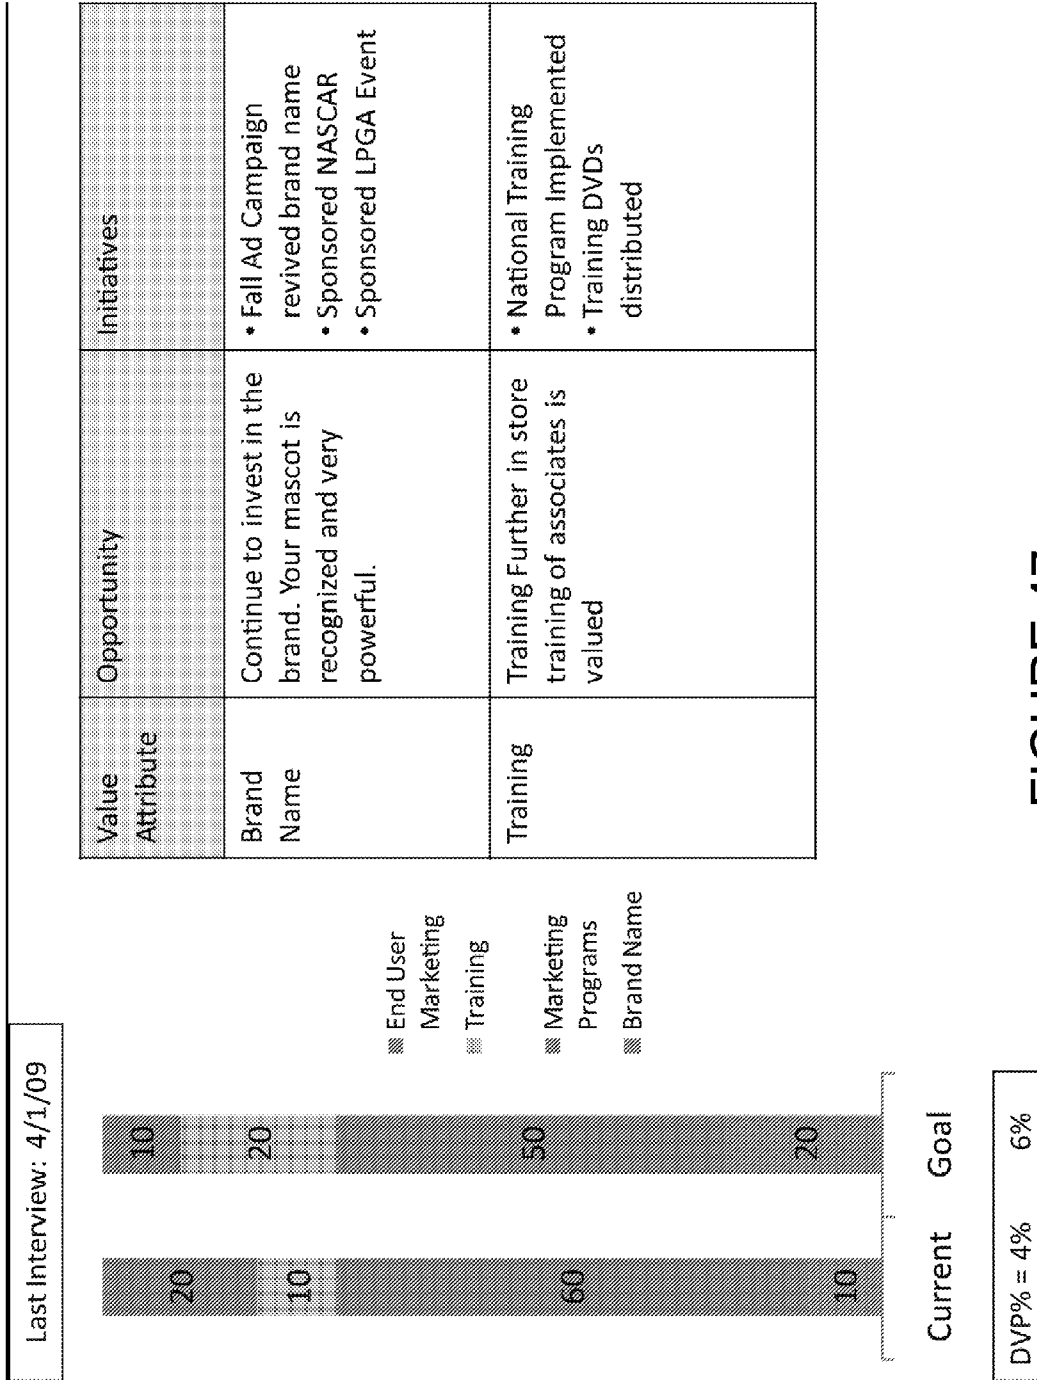 Last Interview: 4/1/09
20
10
60
10
10
20
50
20
Current
Goal
DVP% = 4%
6%
End User
Marketing
Training
Marketing
Programs
Brand Name
Value
Attribute
Opportunity
Initiatives
Brand
Name
Continue to invest in the
brand. Your mascot is
recognized and very
powerful.
• Fall Ad Campaign
revived brand name
• Sponsored NASCAR
• Sponsored LPGA Event
Training
Training Further in store
training of associates is
valued
• National Training
Program Implemented
• Training DVDs
distributed